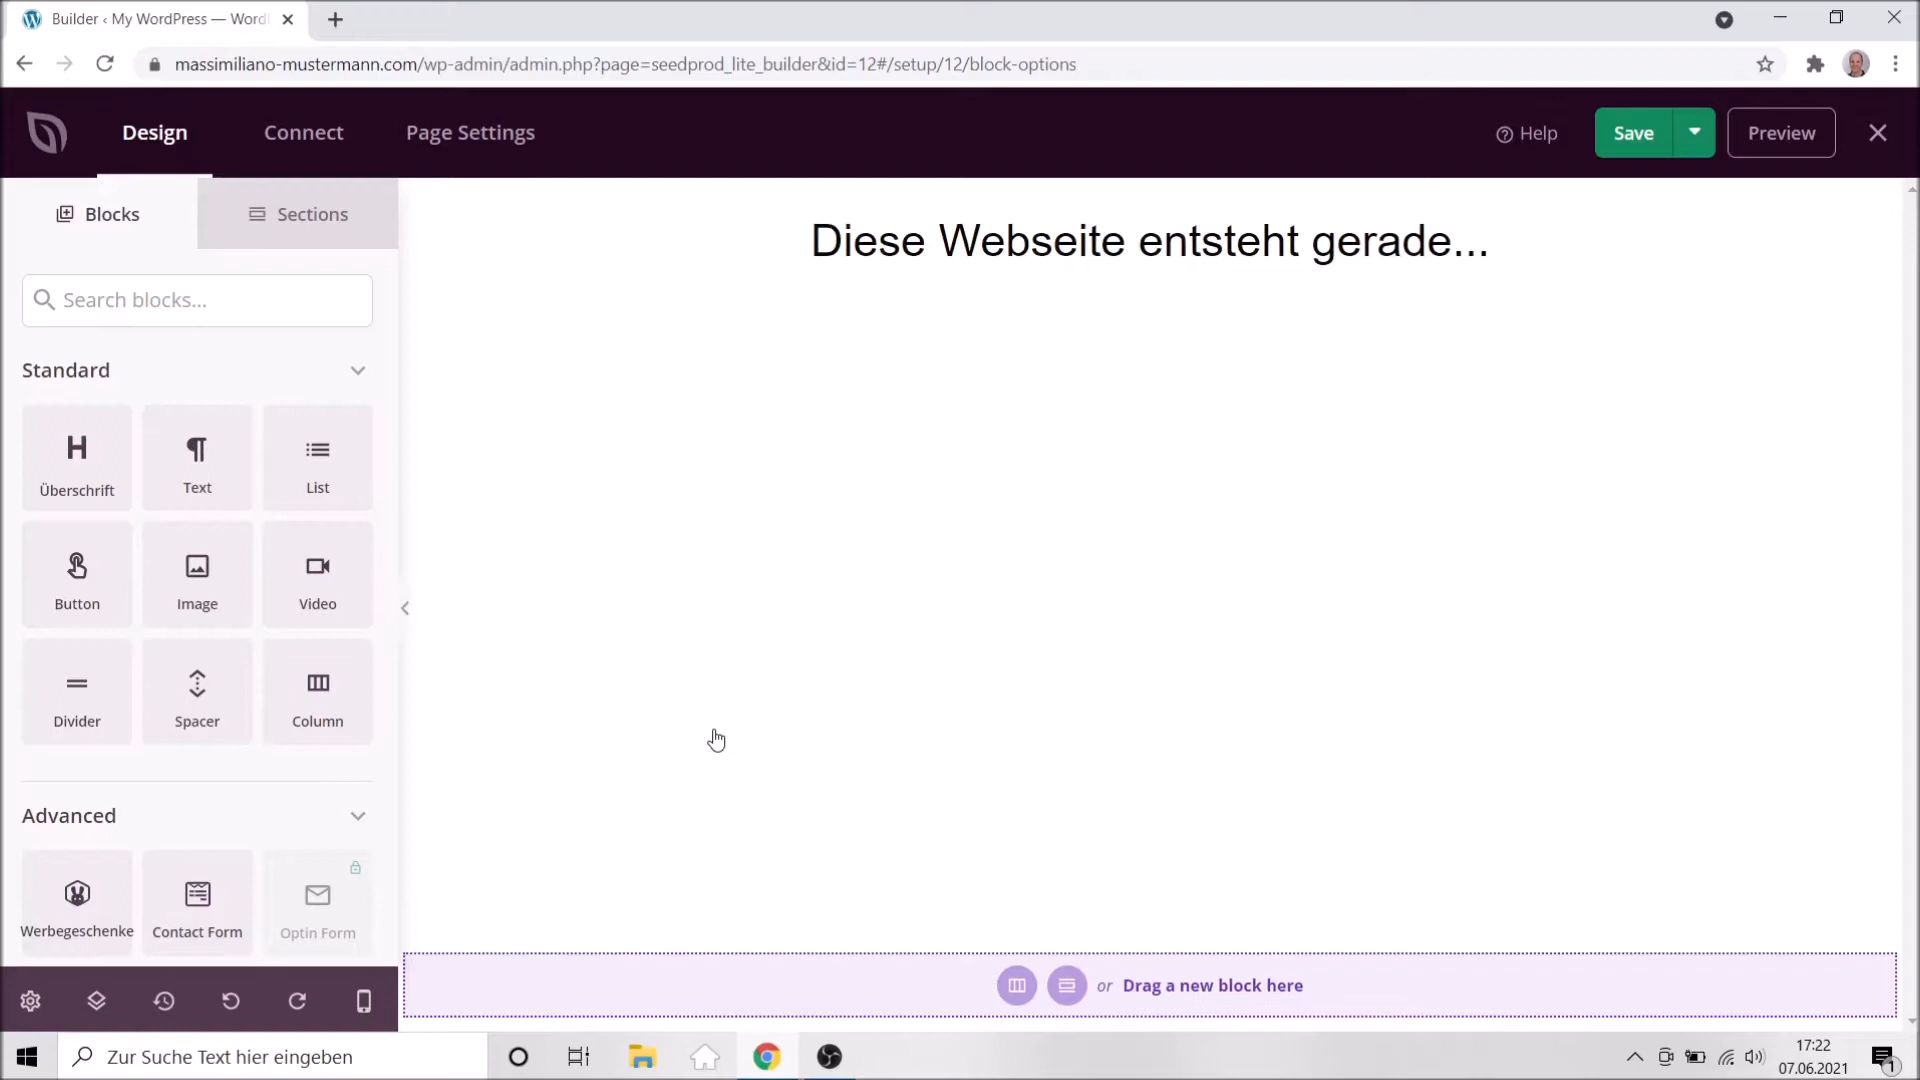 Builder ‹ My WordPress — Word
massimiliano-mustermann.com/wp-admin/admin.php?page=seedprod_lite_builder&id=12#/setup/12/block-options
Design
Connect
Page Settings
Help
Save
Preview
Blocks
Sections
Diese Webseite entsteht gerade...
Search blocks...
Standard
Überschrift
Text
List
Button
Image
Video
Divider
Spacer
Column
Advanced
Werbegeschenke
Contact Form
Optin Form
or Drag a new block here
Zur Suche Text hier eingeben
17:22
07.06.2021
1